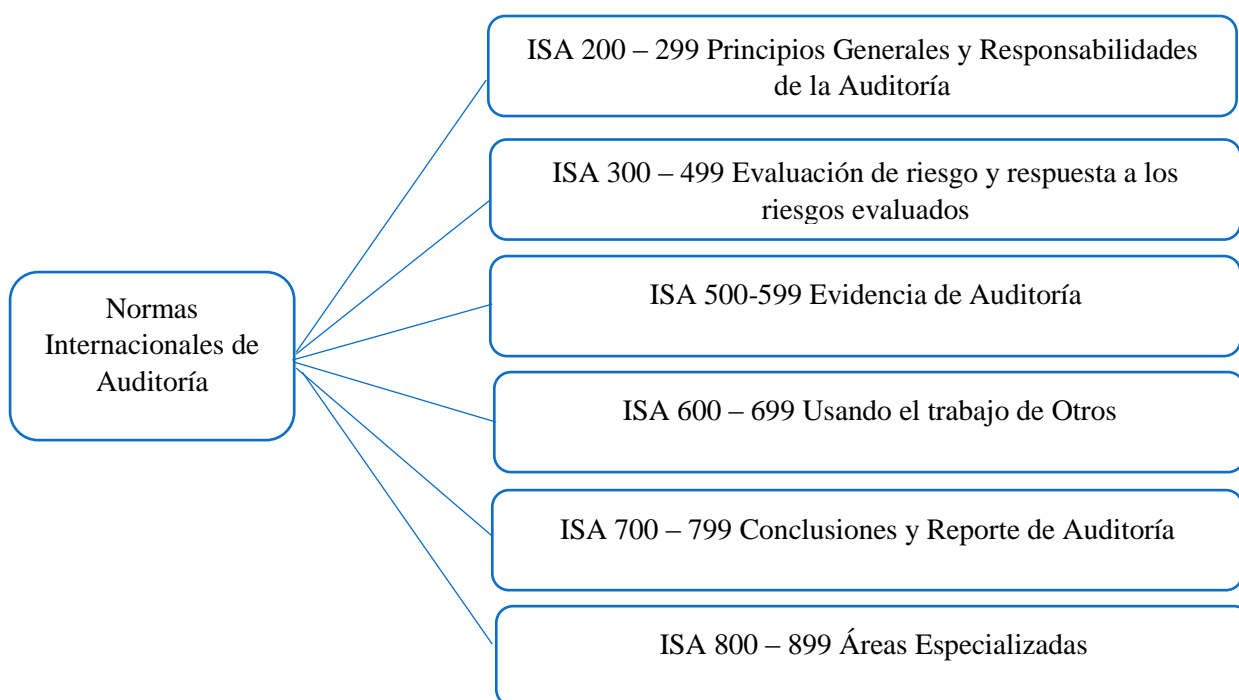 ISA 200 – 299 Principios Generales y Responsabilidades
de la Auditoría
ISA 300 – 499 Evaluación de riesgo y respuesta a los
riesgos evaluados
Normas
Internacionales de
Auditoría
ISA 500-599 Evidencia de Auditoría
ISA 600 – 699 Usando el trabajo de Otros
ISA 700 – 799 Conclusiones y Reporte de Auditoría
ISA 800 – 899 Áreas Especializadas